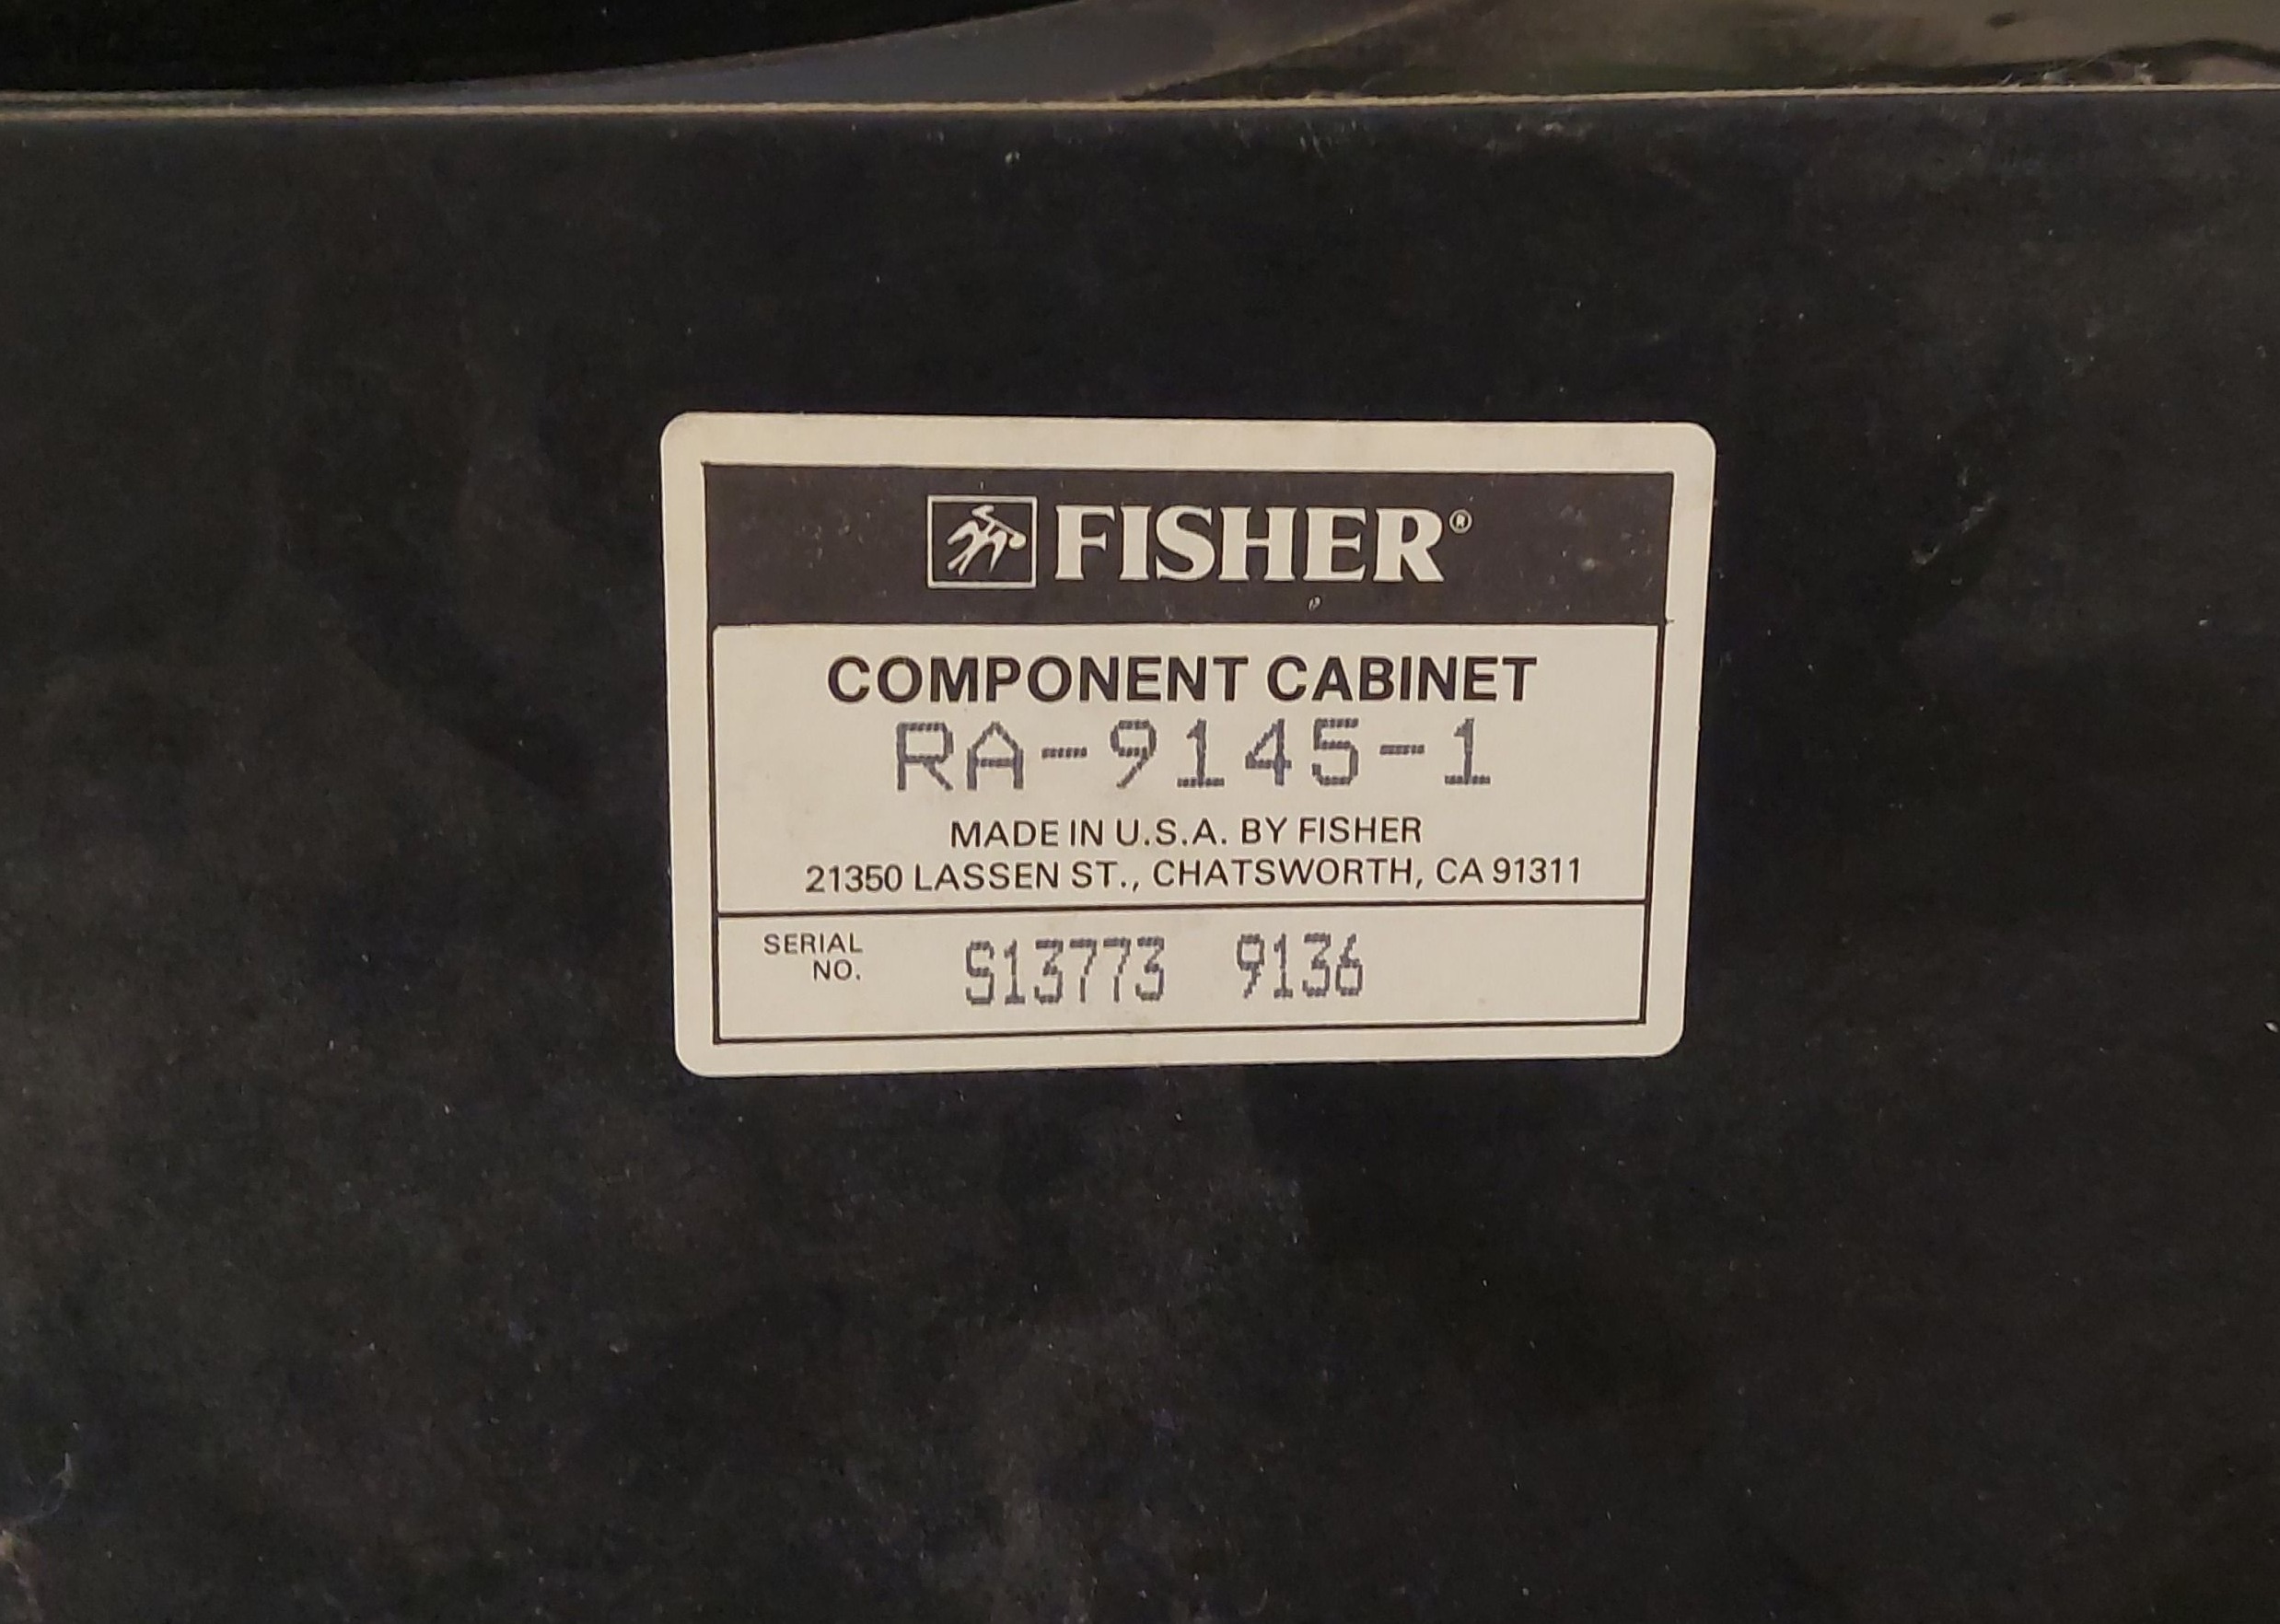 FISHER®
COMPONENT CABINET
RA-9145-1
MADE IN U.S.A. BY FISHER
21350 LASSEN ST., CHATSWORTH, CA 91311
SERIAL
NO.
S13773 9136